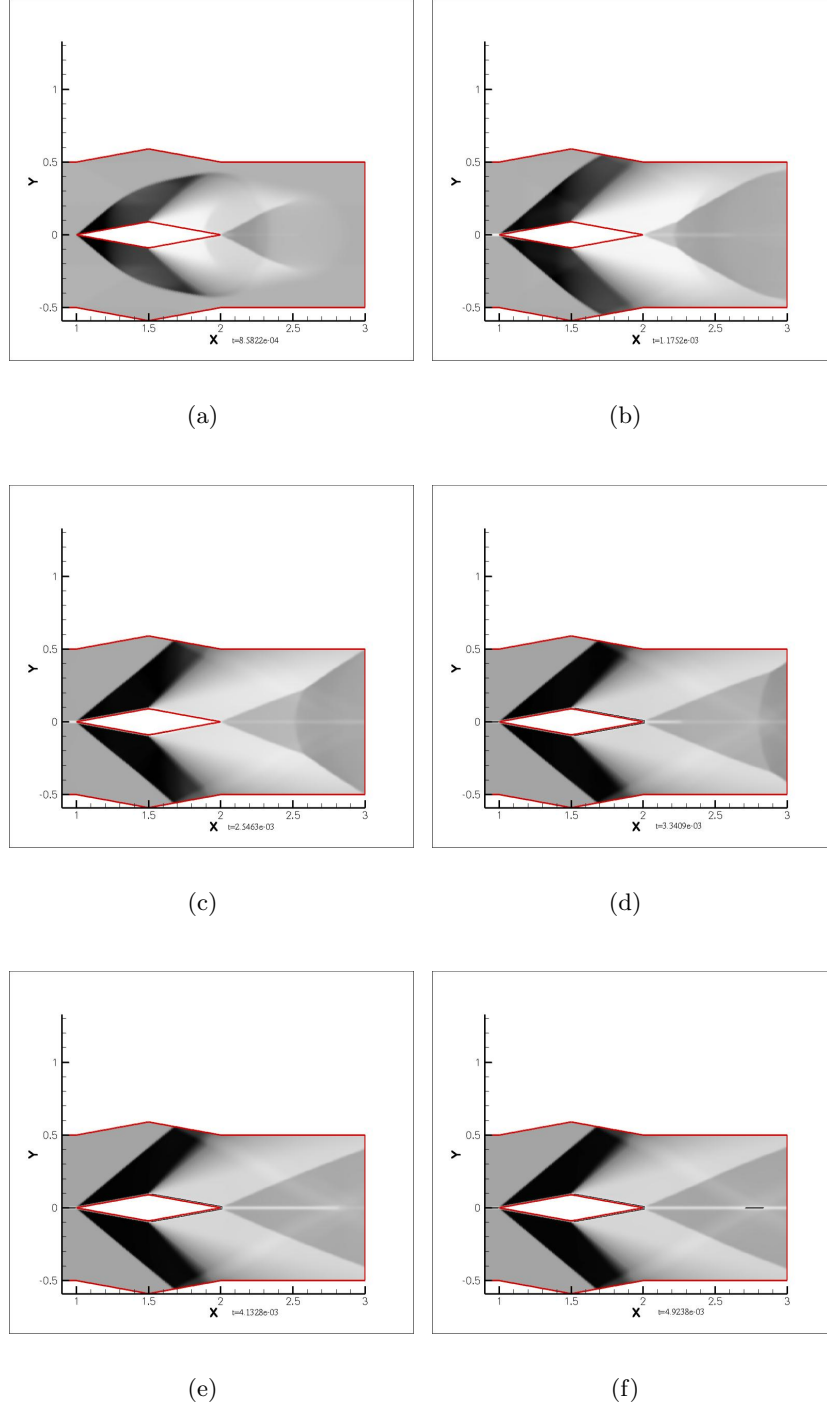 1
0.5
Y
0
-0.5
1 1.5 2 2.5 3
X t=8.5822e-04
(a)
1
0.5
Y
0
-0.5
1 1.5 2 2.5 3
X t=1.1752e-03
(b)
1
0.5
Y
0
-0.5
1 1.5 2 2.5 3
X t=2.5463e-03
(c)
1
0.5
Y
0
-0.5
1 1.5 2 2.5 3
X t=3.3409e-03
(d)
1
0.5
Y
0
-0.5
1 1.5 2 2.5 3
X t=4.1328e-03
(e)
1
0.5
Y
0
-0.5
1 1.5 2 2.5 3
X t=4.9238e-03
(f)